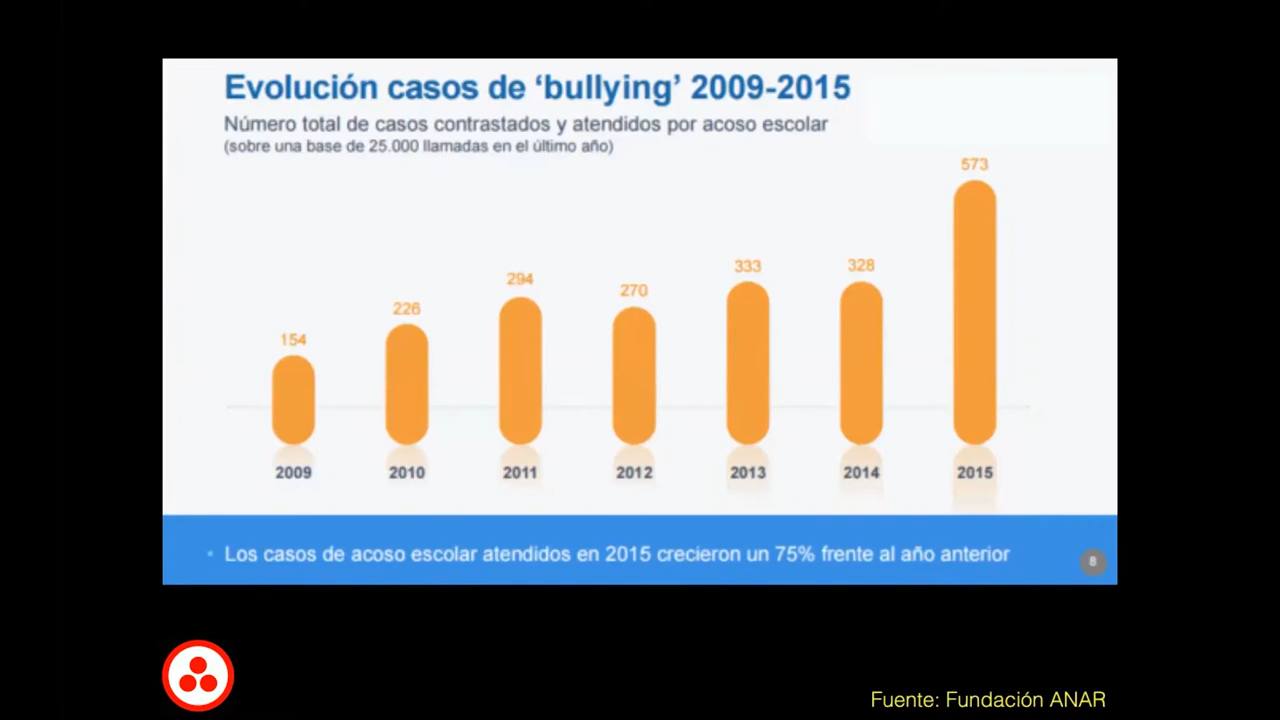 Evolución casos de ‘bullying’ 2009-2015
Número total de casos contrastados y atendidos por acoso escolar
(sobre una base de 25.000 llamadas en el último año)
573
333
328
294
270
226
154
2009 2010 2011 2012 2013 2014 2015
• Los casos de acoso escolar atendidos en 2015 crecieron un 75% frente al año anterior
8
Fuente: Fundación ANAR